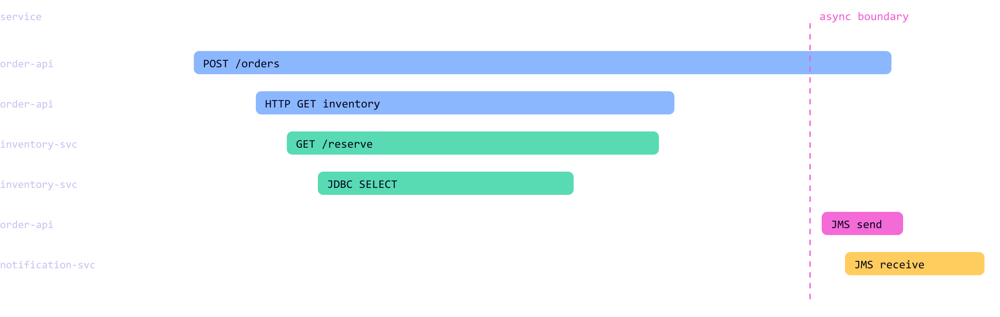 service
async boundary
order-api
POST /orders
order-api
HTTP GET inventory
inventory-svc
GET /reserve
inventory-svc
JDBC SELECT
order-api
JMS send
notification-svc
JMS receive